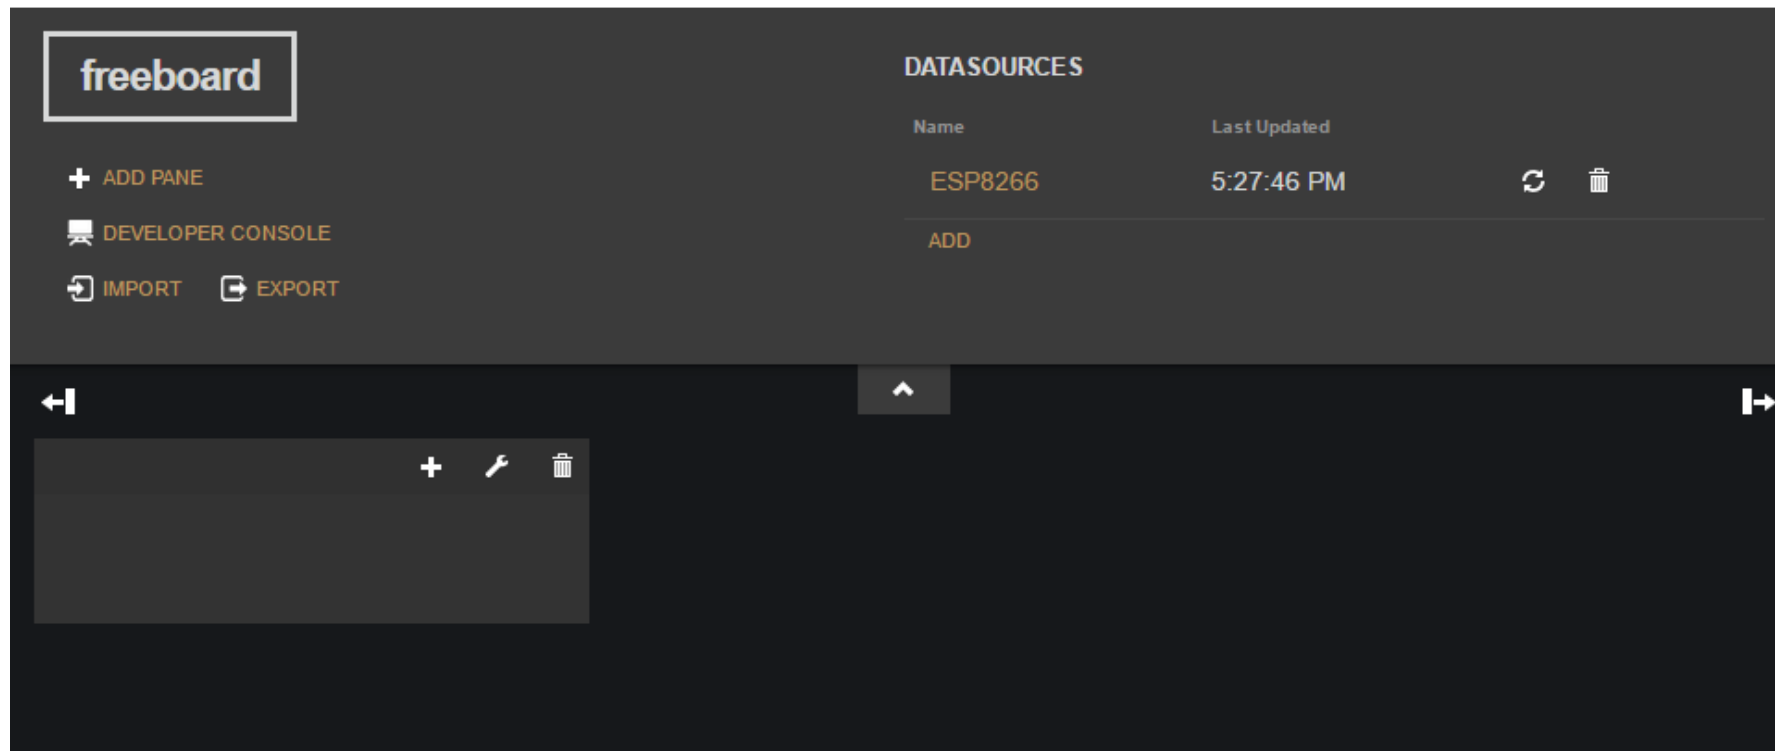 freeboard
ADD PANE
DEVELOPER CONSOLE
IMPORT EXPORT
DATASOURCES
Name Last Updated
ESP8266 5:27:46 PM
ADD